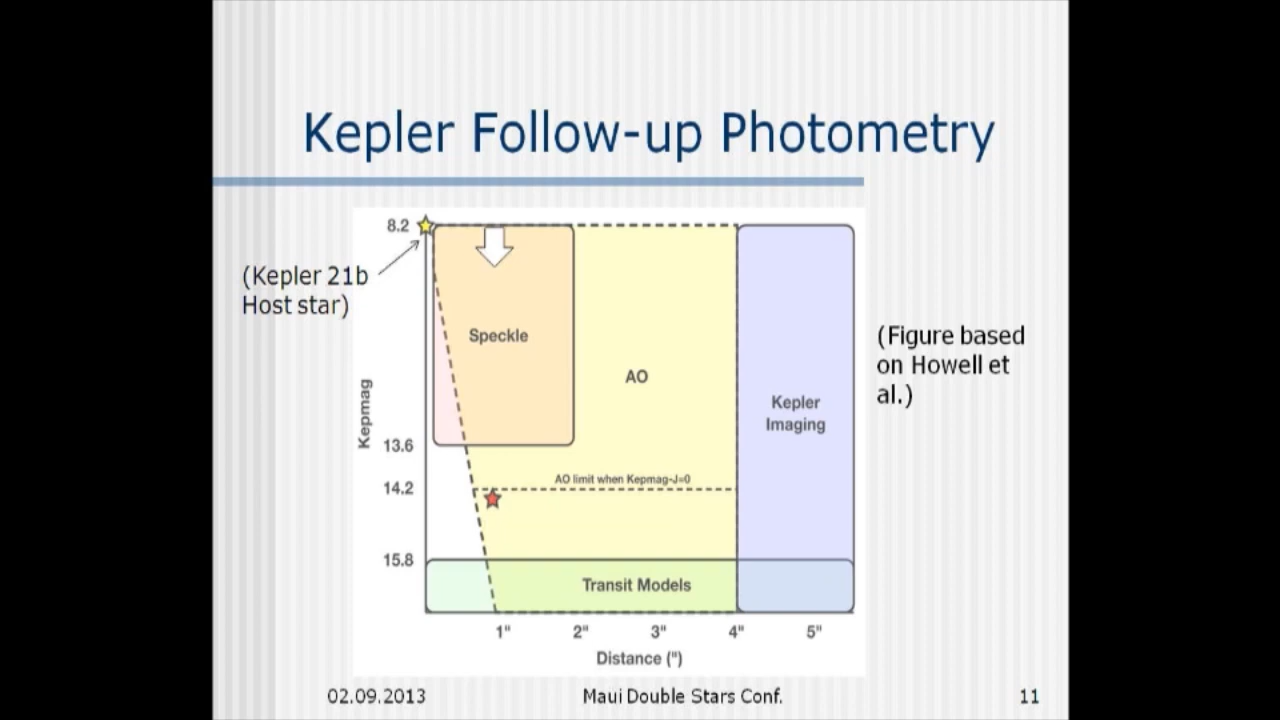 Kepler Follow-up Photometry
8.2
(Kepler 21b
Host star)
Speckle
AO
Kepler
Imaging
(Figure based
on Howell et
al.)
Kepmag
13.6
AO limit when Kepmag-J=0
14.2
15.8
Transit Models
1" 2" 3" 4" 5"
Distance (")
02.09.2013 Maui Double Stars Conf. 11